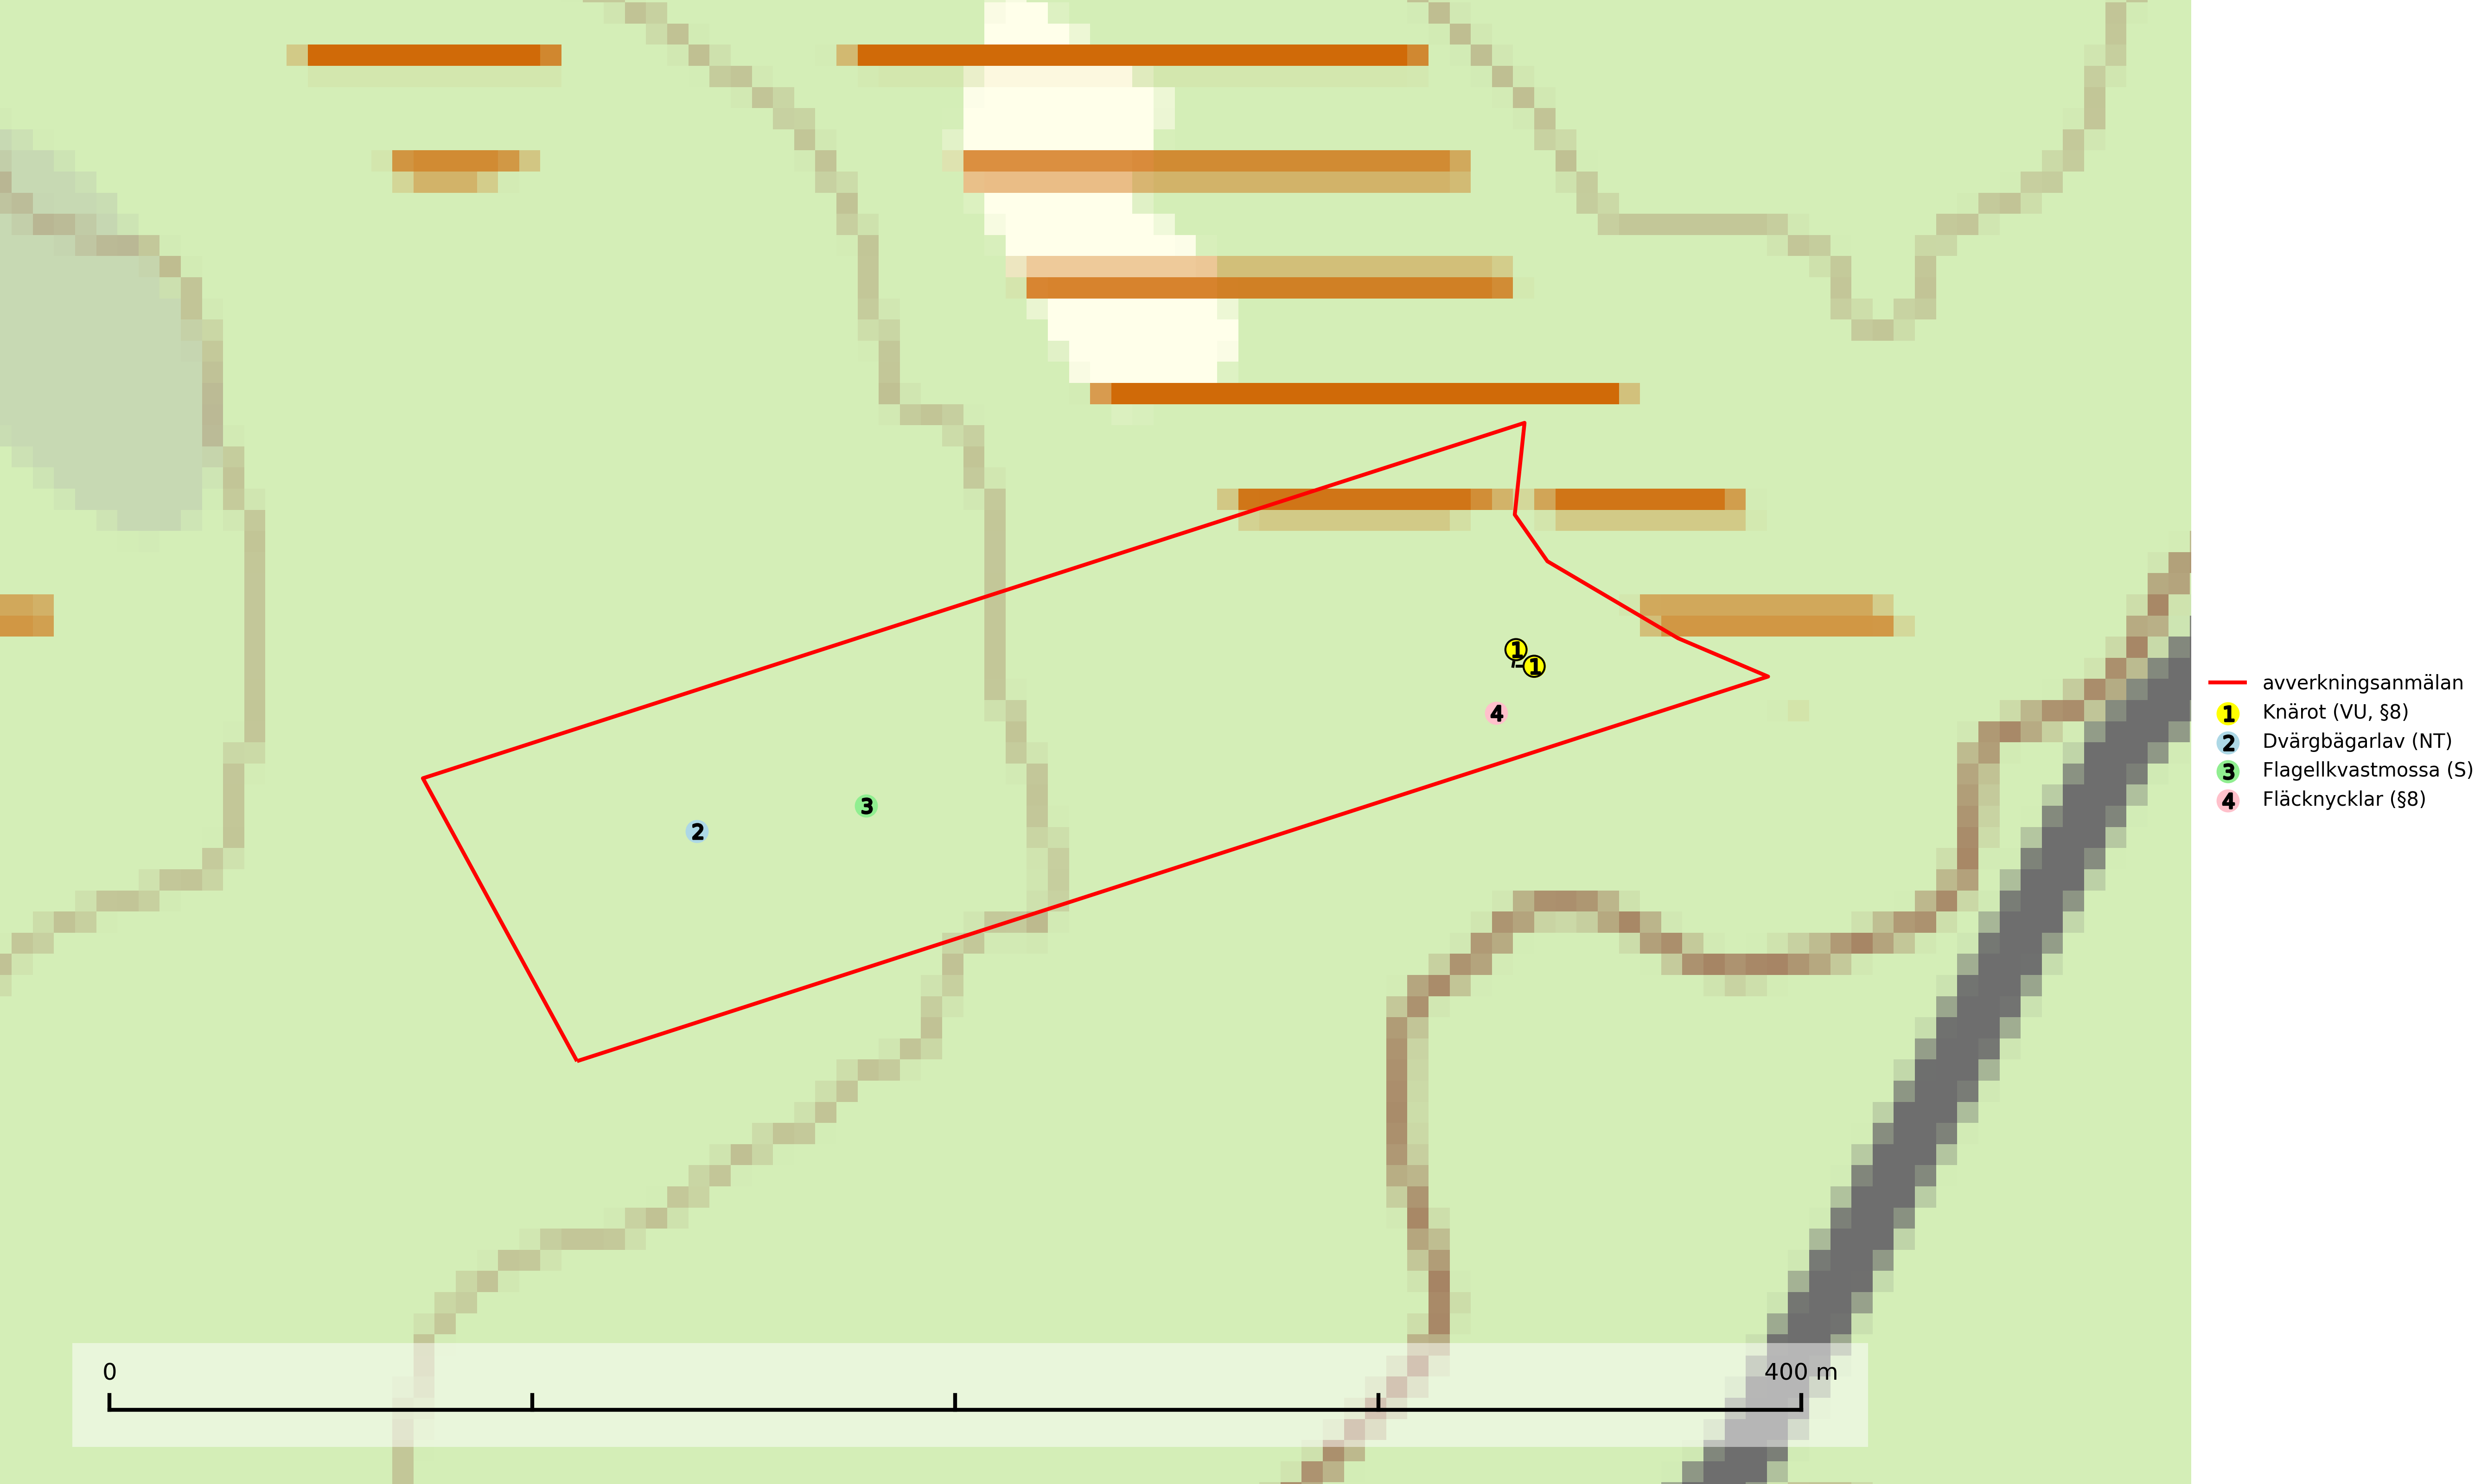 1
1
4
3
2
avverkningsanmälan
1 Knärot (VU, §8)
2 Dvärgbägarlav (NT)
3 Flagellkvastmossa (S)
4 Fläcknycklar (§8)
0 400 m